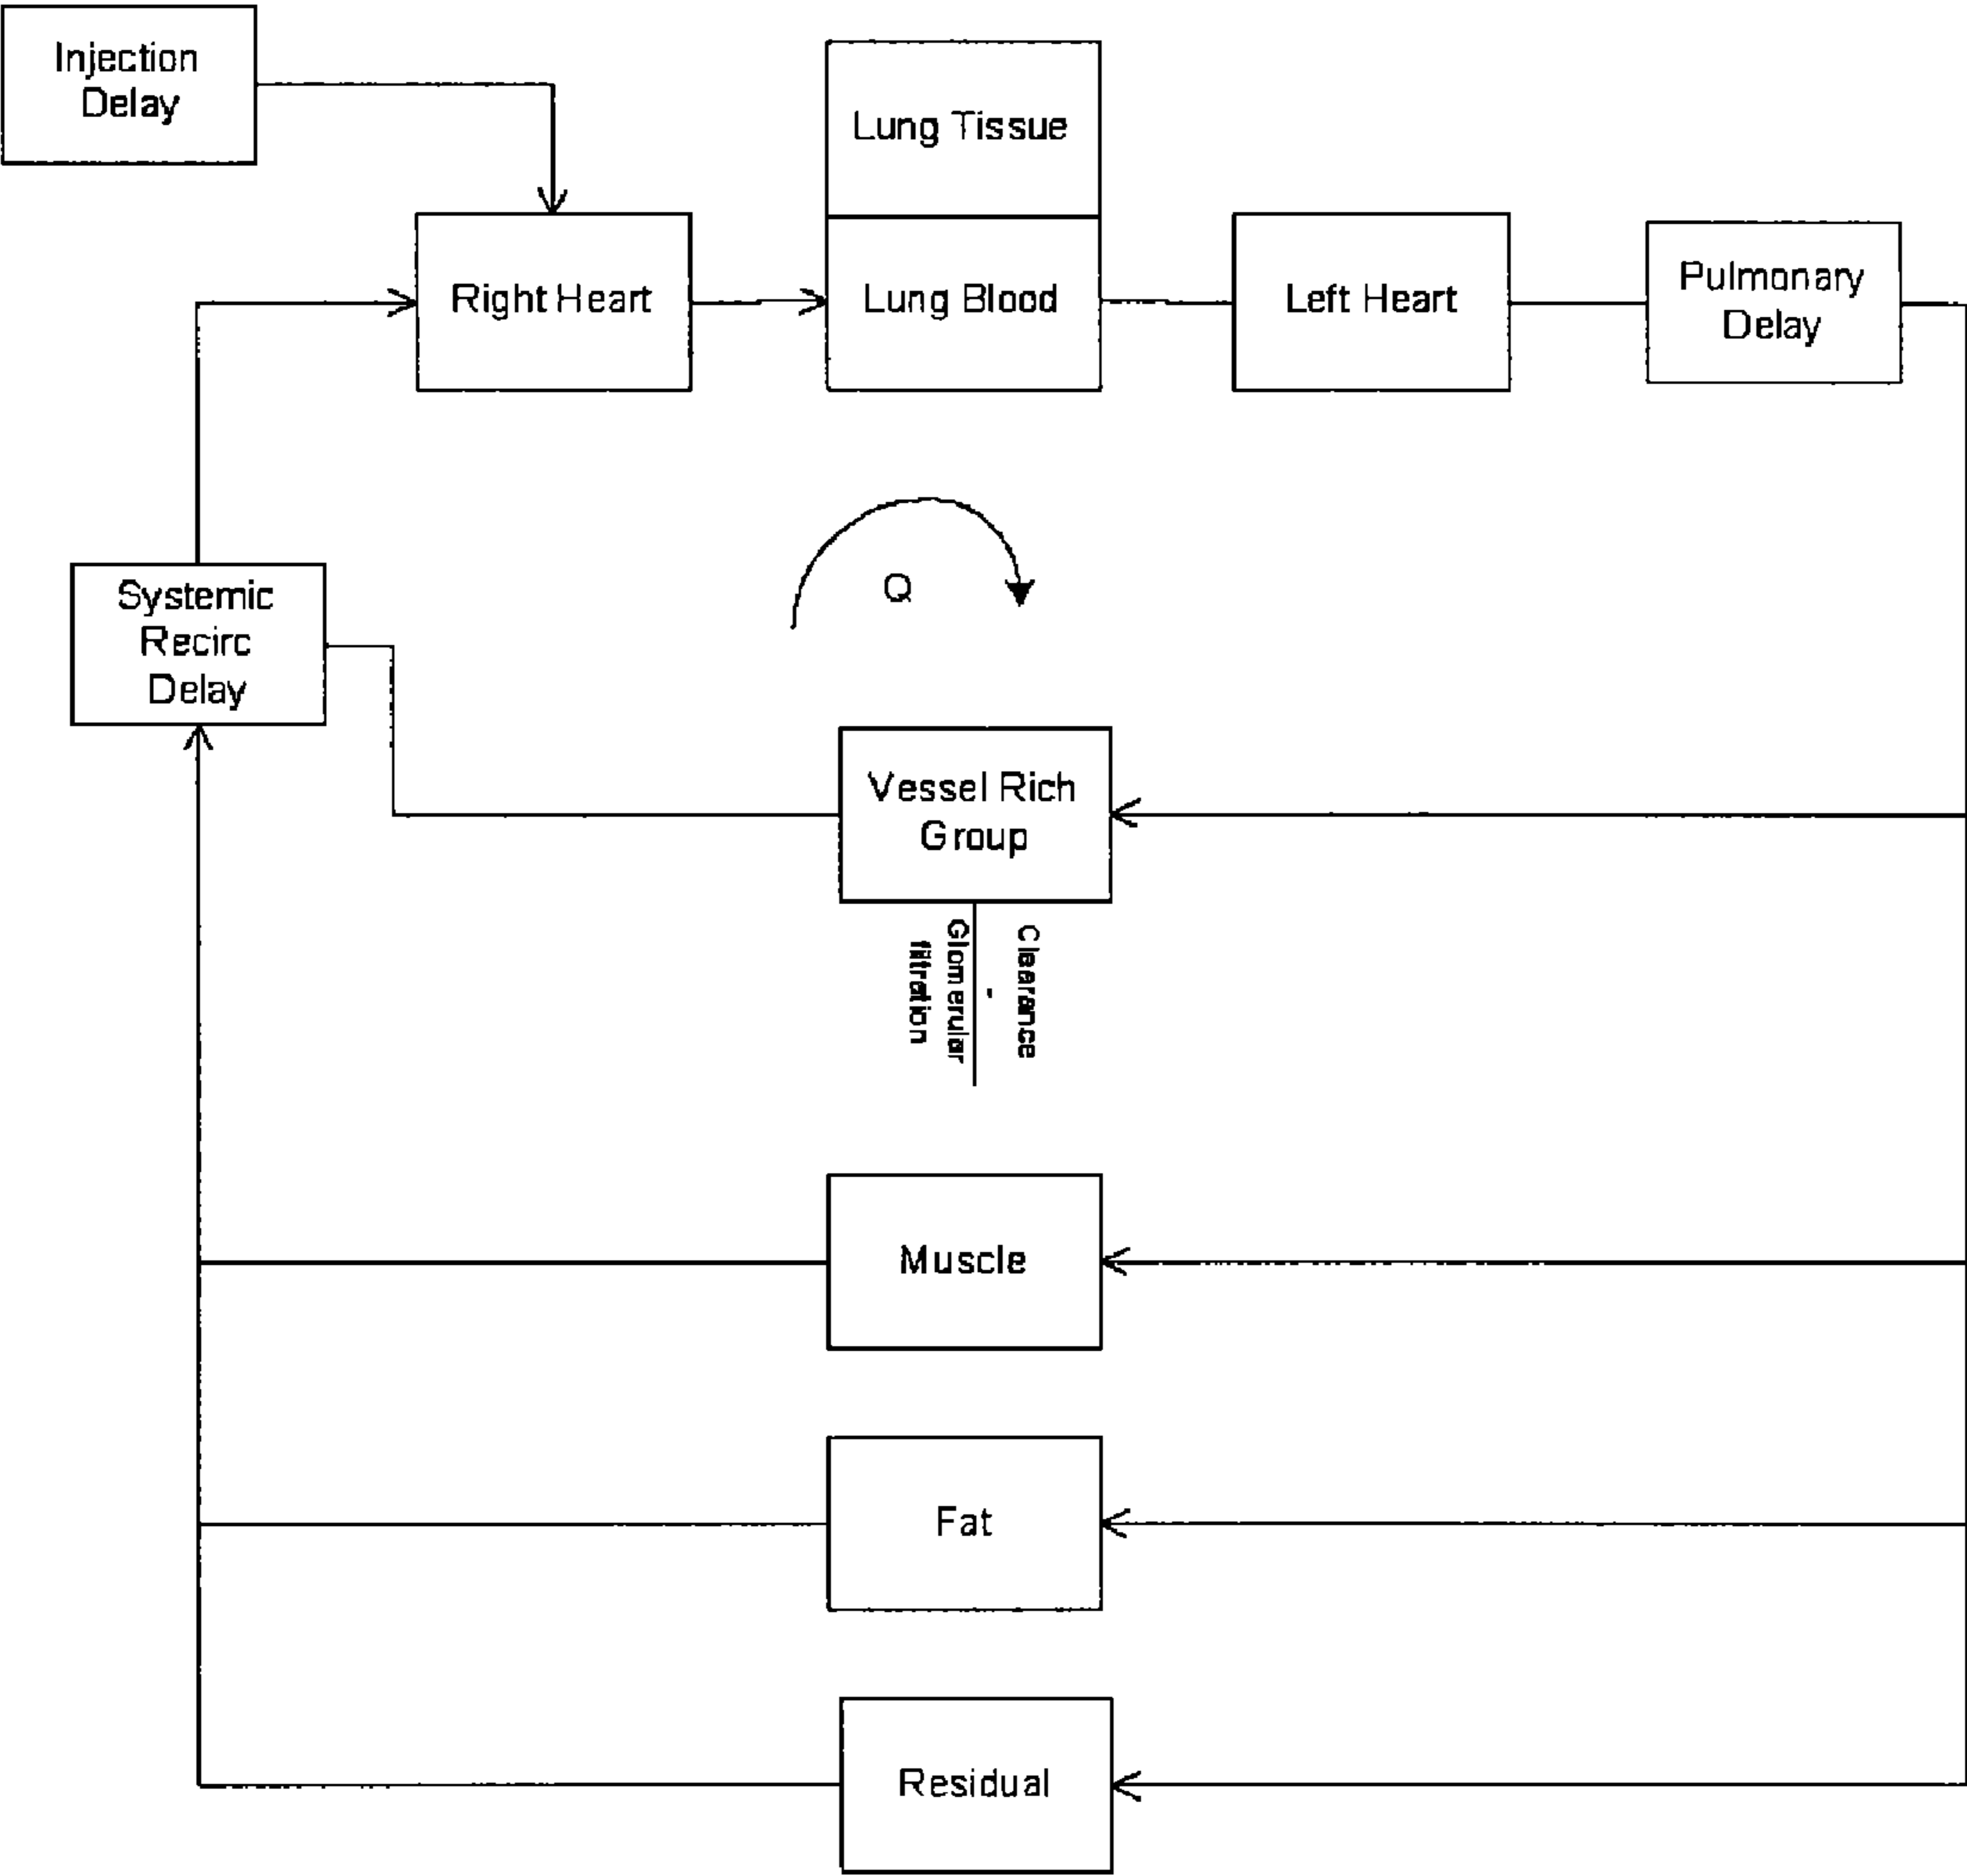 Injection
Delay
Lung Tissue
Right Heart
Lung Blood
Left Heart
Pulmonary
Delay
Systemic
Recirc
Delay
Q
Vessel Rich
Group
Clearance
-
Glomerular
filtration
Muscle
Fat
Residual